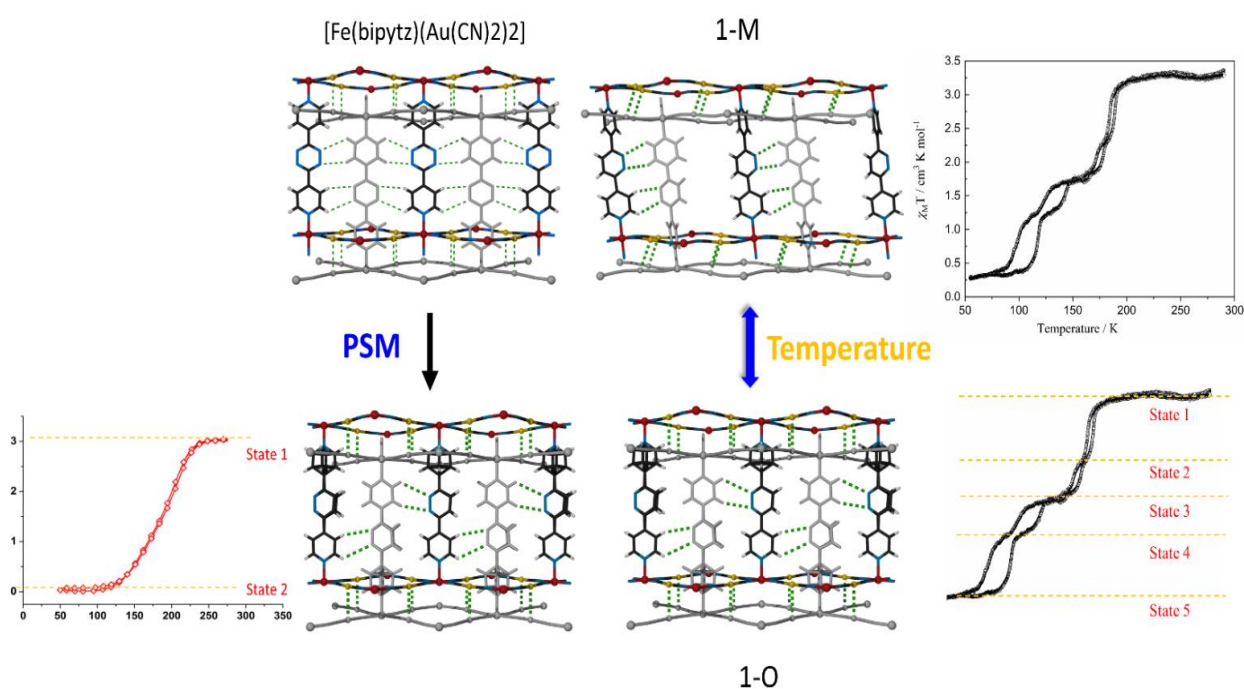 [Fe(bipytz)(Au(CN)2)2]
1-M
3.5
3.0
2.5
2.0
1.5
1.0
0.5
0.0
χMT / cm³ K mol⁻¹
50 100 150 200 250 300
Temperature / K
PSM
Temperature
3
2
1
0
State 1
State 2
0 50 100 150 200 250 300 350
State 1
State 2
State 3
State 4
State 5
1-O